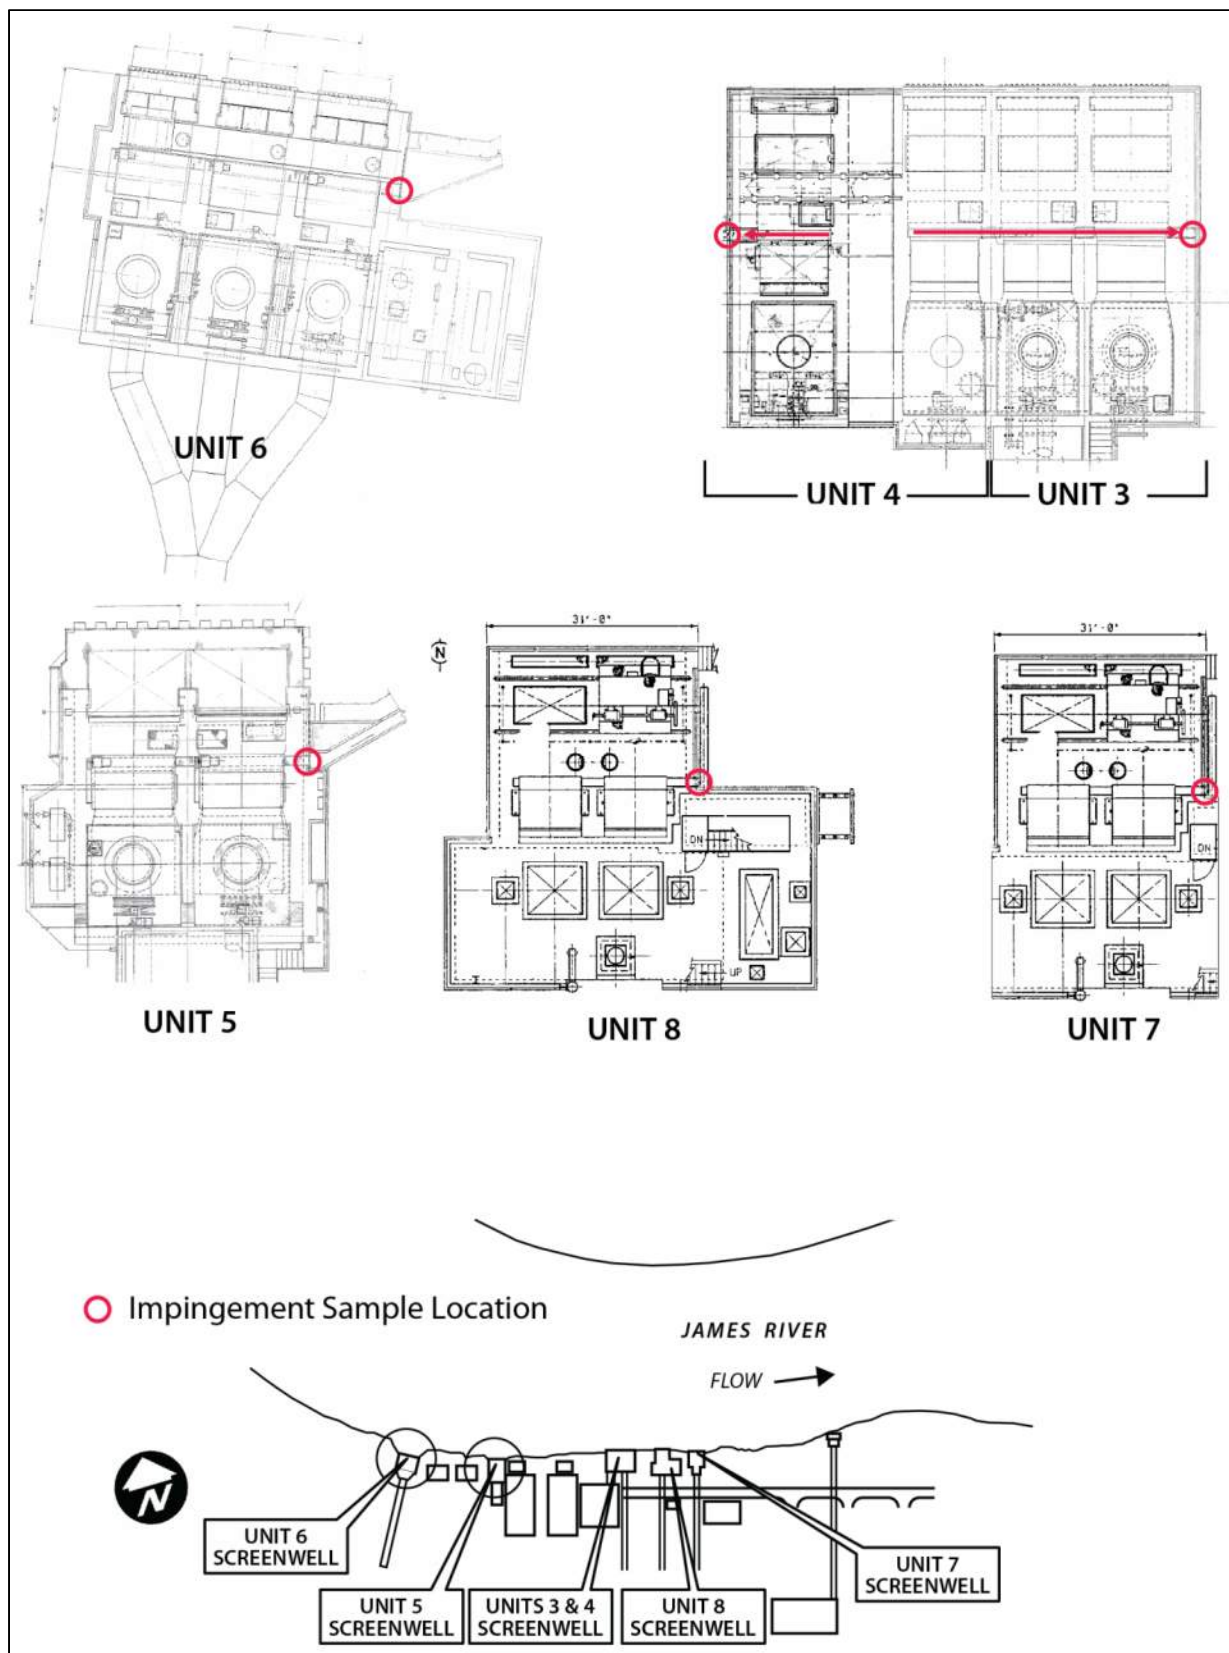 UNIT 6
UNIT 4
UNIT 3
31'-0"
31'-0"
N
DN
UP
DN
UNIT 5
UNIT 8
UNIT 7
Impingement Sample Location
JAMES RIVER
FLOW
N
UNIT 6
SCREENWELL
UNIT 5
SCREENWELL
UNITS 3 & 4
SCREENWELL
UNIT 8
SCREENWELL
UNIT 7
SCREENWELL